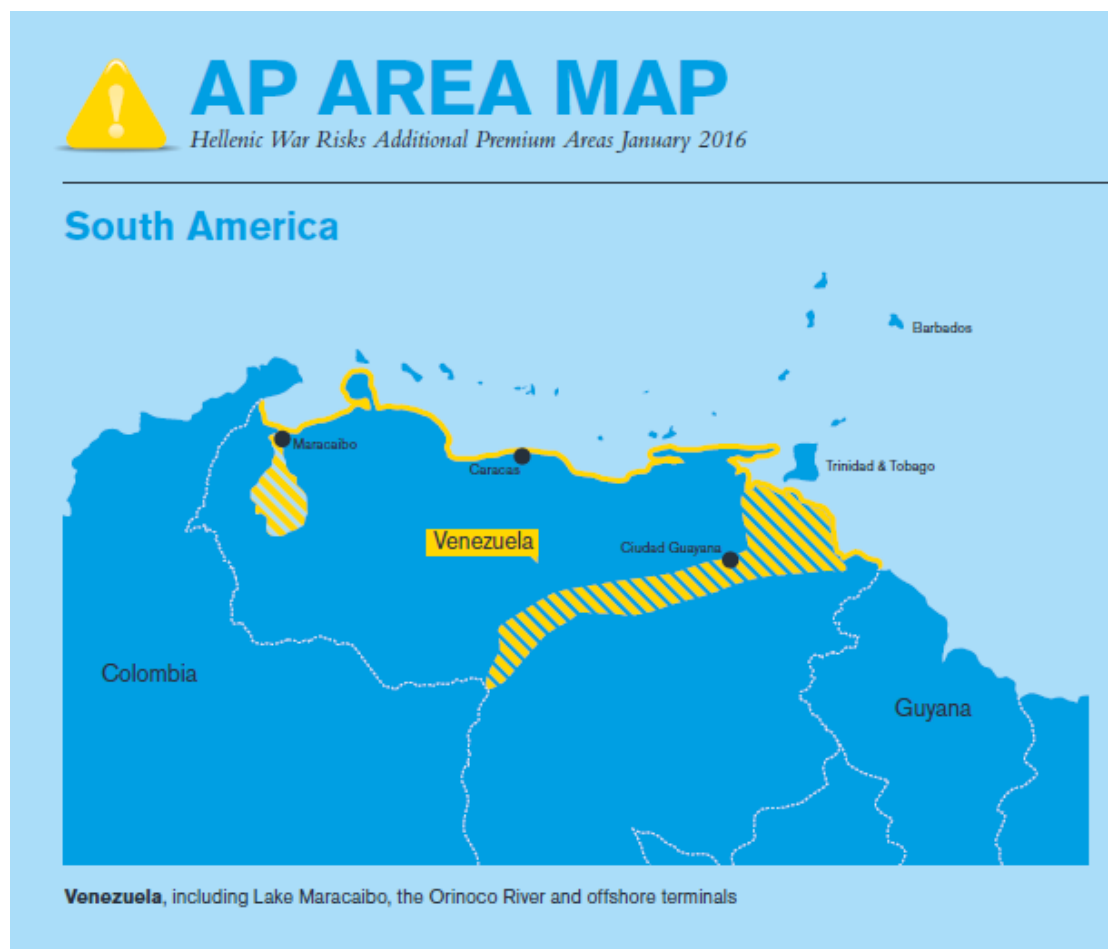 AP AREA MAP
Hellenic War Risks Additional Premium Areas January 2016
South America
Barbados
Maracaibo
Caracas
Trinidad & Tobago
Venezuela
Ciudad Guayana
Colombia
Guyana
Venezuela, including Lake Maracaibo, the Orinoco River and offshore terminals